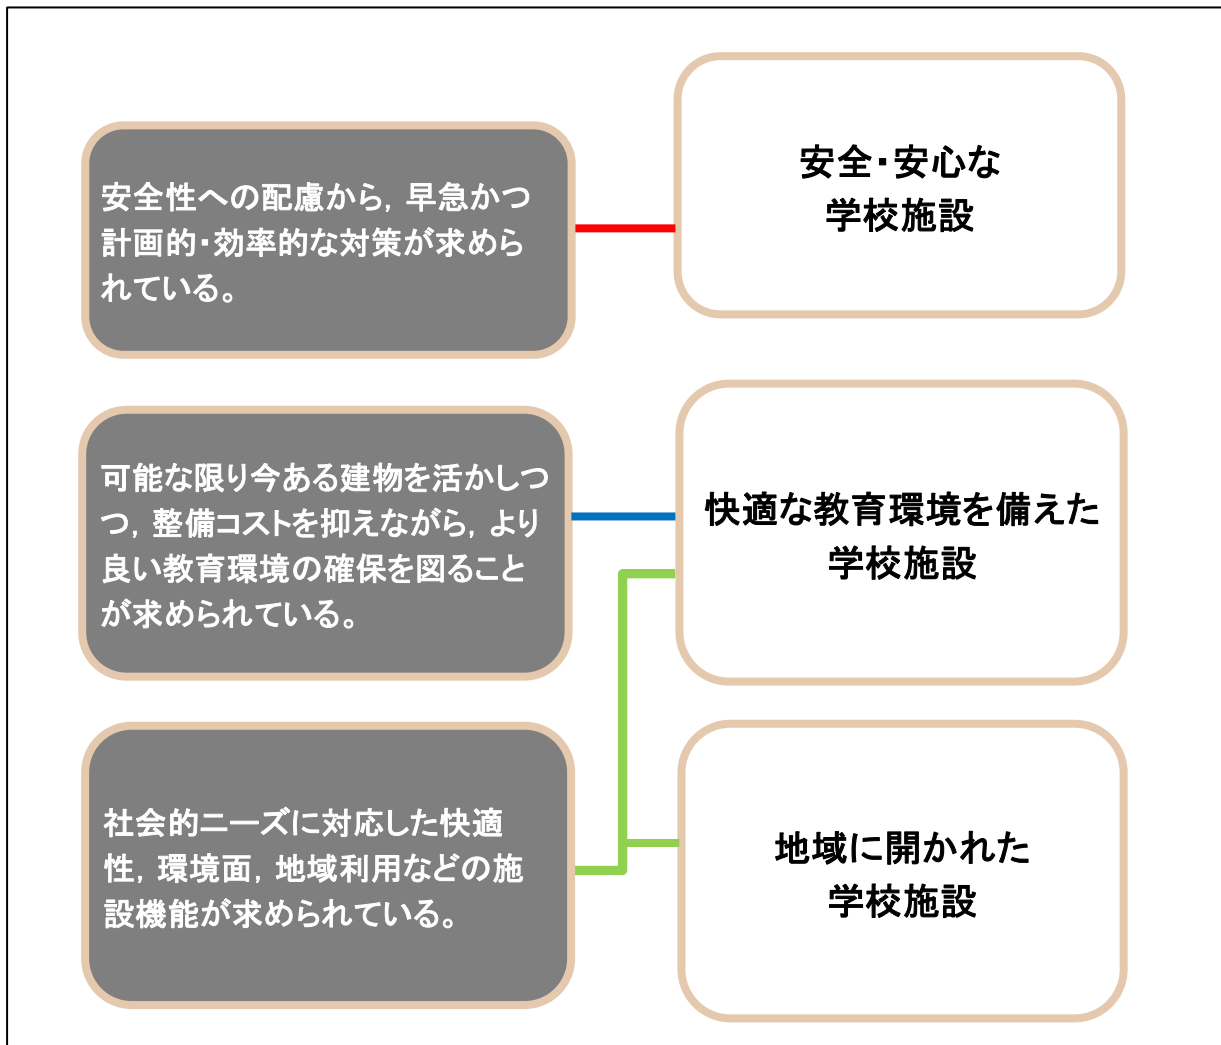 安全・安心な
学校施設
安全性への配慮から，早急かつ
計画的・効率的な対策が求めら
れている。
可能な限り今ある建物を活かしつ
つ，整備コストを抑えながら，より
良い教育環境の確保を図ること
が求められている。
快適な教育環境を備えた
学校施設
社会的ニーズに対応した快適
性，環境面，地域利用などの施
設機能が求められている。
地域に開かれた
学校施設